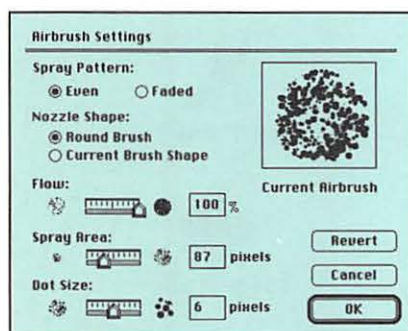 Airbrush Settings
Spray Pattern:
Even Faded
Nozzle Shape:
Round Brush
Current Brush Shape
Flow:
100 %
Current Airbrush
Spray Area:
87 pixels
Revert
Cancel
Dot Size:
6 pixels
OK